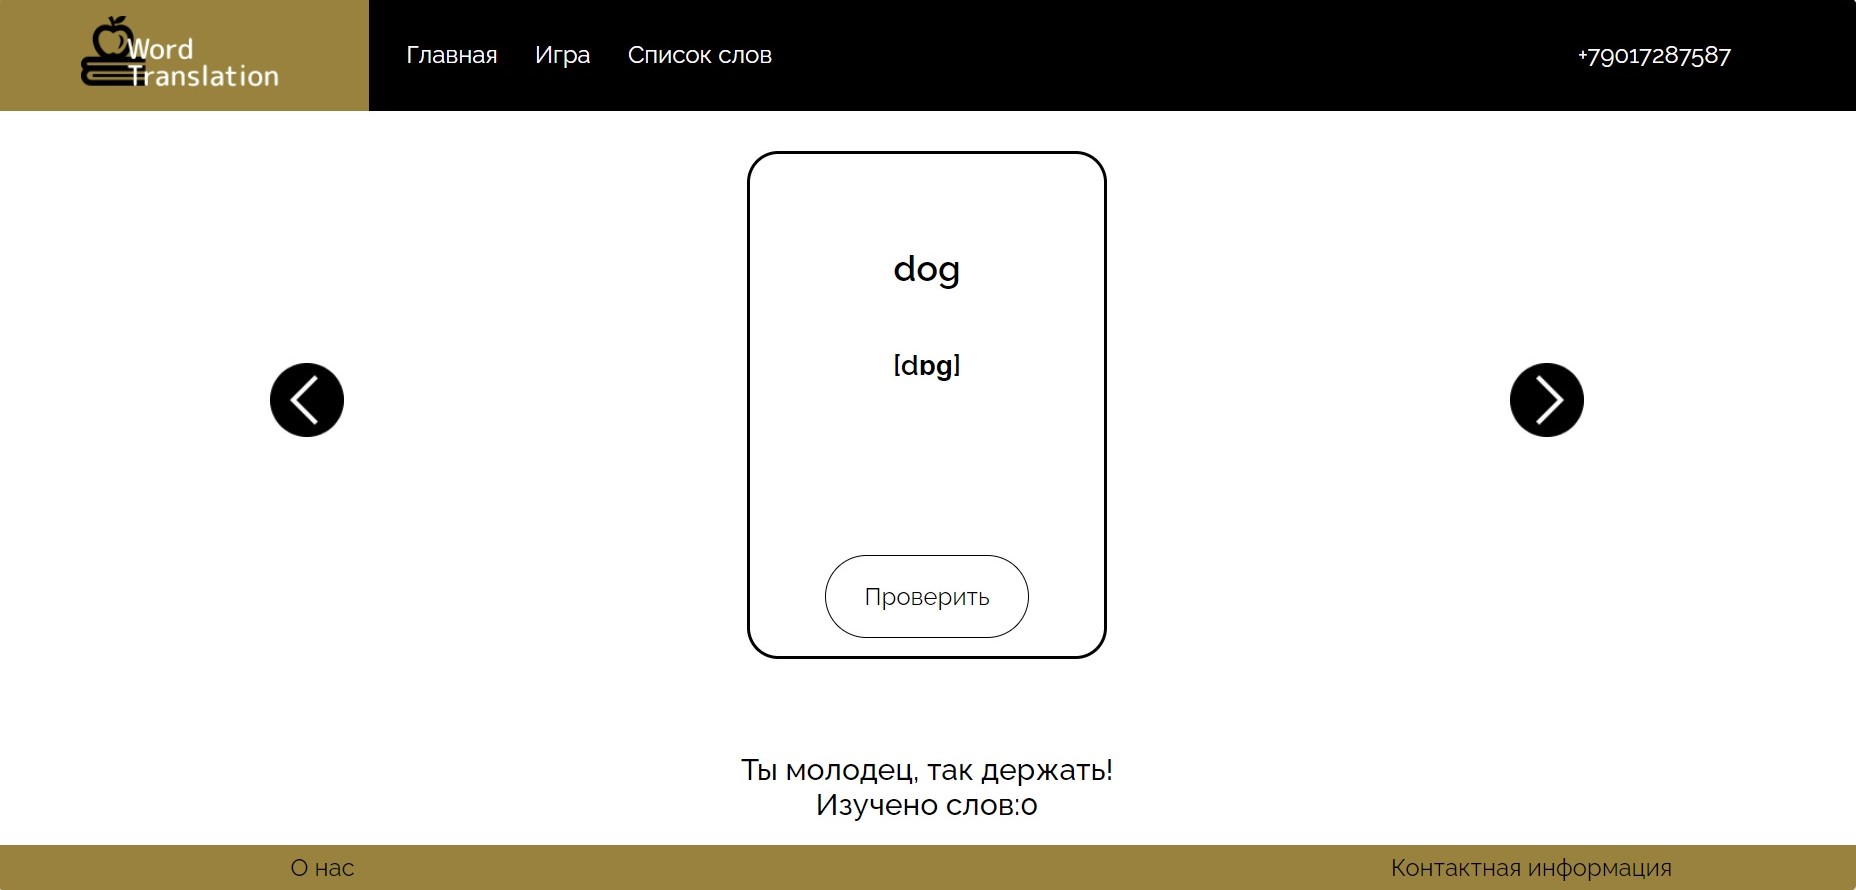 Word
Translation
Главная Игра Список слов +79017287587
dog
[dɒg]
Проверить
Ты молодец, так держать!
Изучено слов:0
О нас Контактная информация